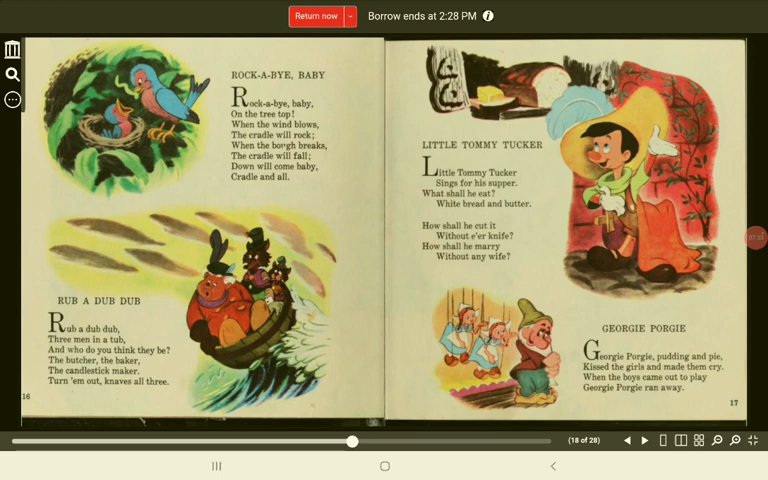 Return now
Borrow ends at 2:28 PM
ROCK-A-BYE, BABY
Rock-a-bye, baby,
On the tree top!
When the wind blows,
The cradle will rock;
When the bough breaks,
The cradle will fall;
Down will come baby,
Cradle and all.
RUB A DUB DUB
Rub a dub dub,
Three men in a tub,
And who do you think they be?
The butcher, the baker,
The candlestick maker.
Turn 'em out, knaves all three.
16
LITTLE TOMMY TUCKER
Little Tommy Tucker
Sings for his supper.
What shall he eat?
White bread and butter.
How shall he cut it
Without e'er knife?
How shall he marry
Without any wife?
GEORGIE PORGIE
Georgie Porgie, pudding and pie,
Kissed the girls and made them cry.
When the boys came out to play
Georgie Porgie ran away.
17
(18 of 28)